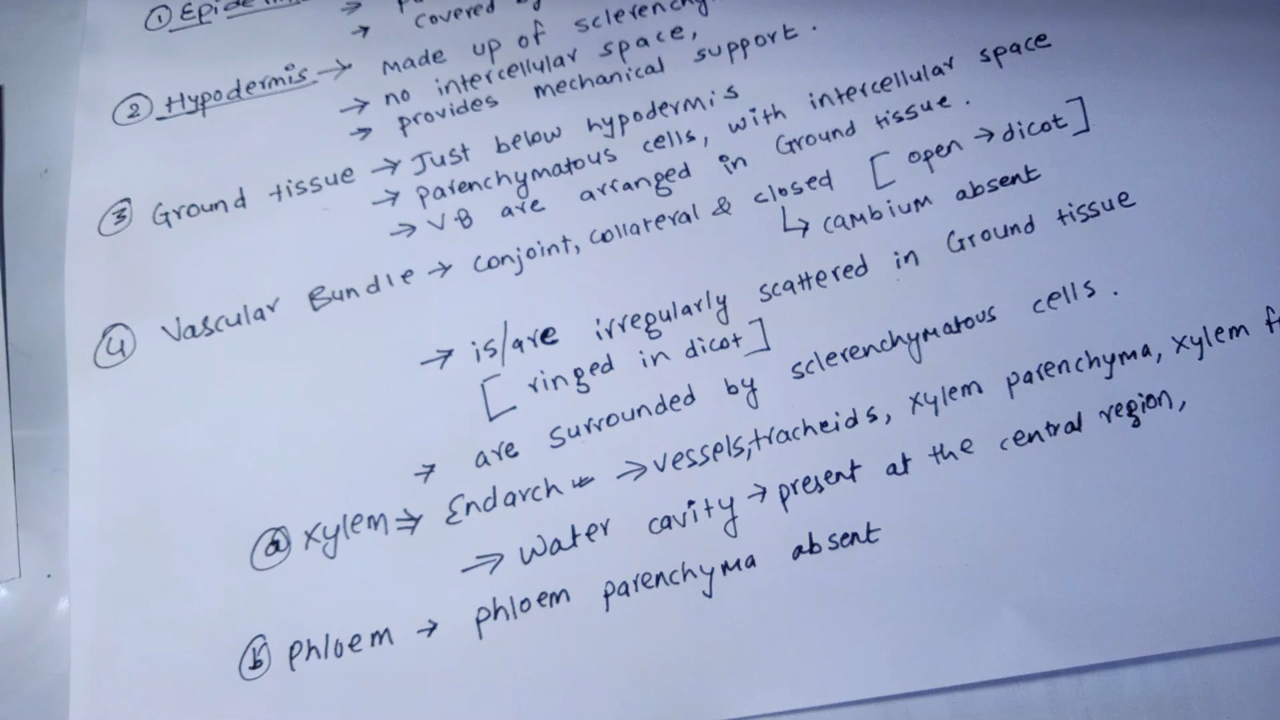 ① Epide
→ covered
② Hypodermis → made up of sclerench
→ no intercellular space,
→ provides mechanical support.
③ Ground tissue → Just below hypodermis
→ parenchymatous cells, with intercellular space
→ VB are arranged in Ground tissue.
④ Vascular Bundle → conjoint, collateral & closed [open → dicot]
↳ cambium absent
→ is/are irregularly scattered in Ground tissue
[ringed in dicot]
→ are surrounded by sclerenchymatous cells.
ⓐ Xylem ⇒ Endarch → vessels, tracheids, xylem parenchyma, xylem f
→ Water cavity → present at the central region,
ⓑ Phloem → phloem parenchyma absent